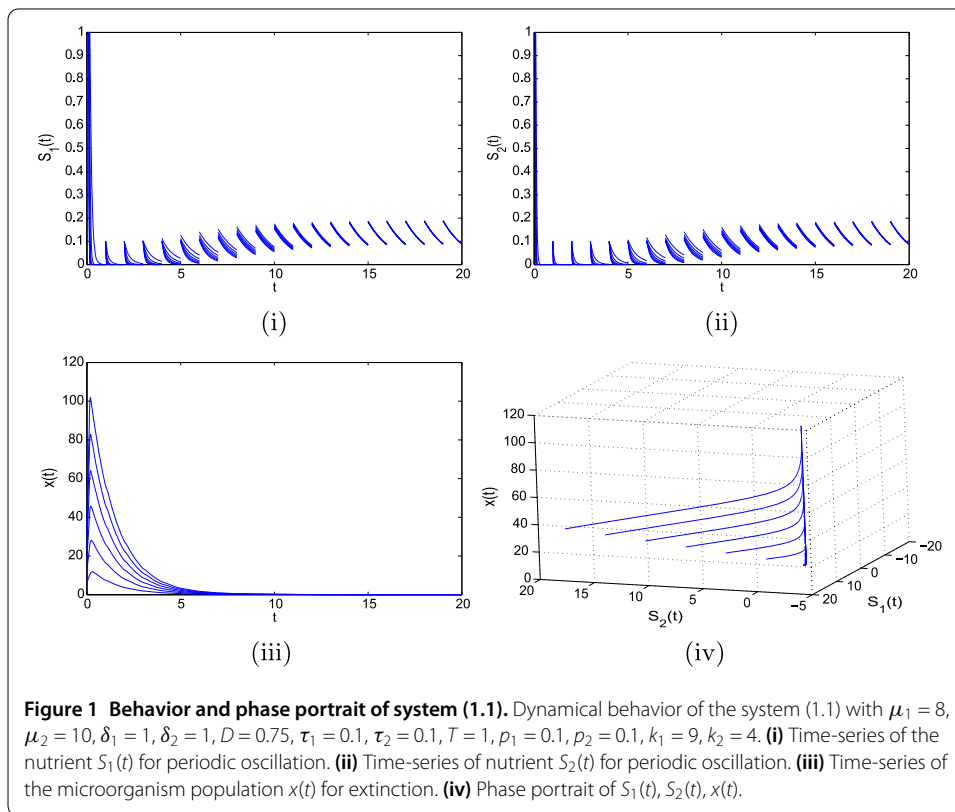 1
0.9
0.8
0.7
0.6
0.5
0.4
0.3
0.2
0.1
0
S_1(t)
0 5 10 15 20
t
(i)
1
0.9
0.8
0.7
0.6
0.5
0.4
0.3
0.2
0.1
0
S_2(t)
0 5 10 15 20
t
(ii)
120
100
80
60
40
20
0
x(t)
0 5 10 15 20
t
(iii)
120
100
80
60
40
20
0
x(t)
20 15 10 5 0 −5
S_2(t)
20 10 0 −10 −20
S_1(t)
(iv)
Figure 1 Behavior and phase portrait of system (1.1). Dynamical behavior of the system (1.1) with μ₁ = 8,
μ₂ = 10, δ₁ = 1, δ₂ = 1, D = 0.75, τ₁ = 0.1, τ₂ = 0.1, T = 1, p₁ = 0.1, p₂ = 0.1, k₁ = 9, k₂ = 4. (i) Time-series of the
nutrient S₁(t) for periodic oscillation. (ii) Time-series of nutrient S₂(t) for periodic oscillation. (iii) Time-series of
the microorganism population x(t) for extinction. (iv) Phase portrait of S₁(t), S₂(t), x(t).